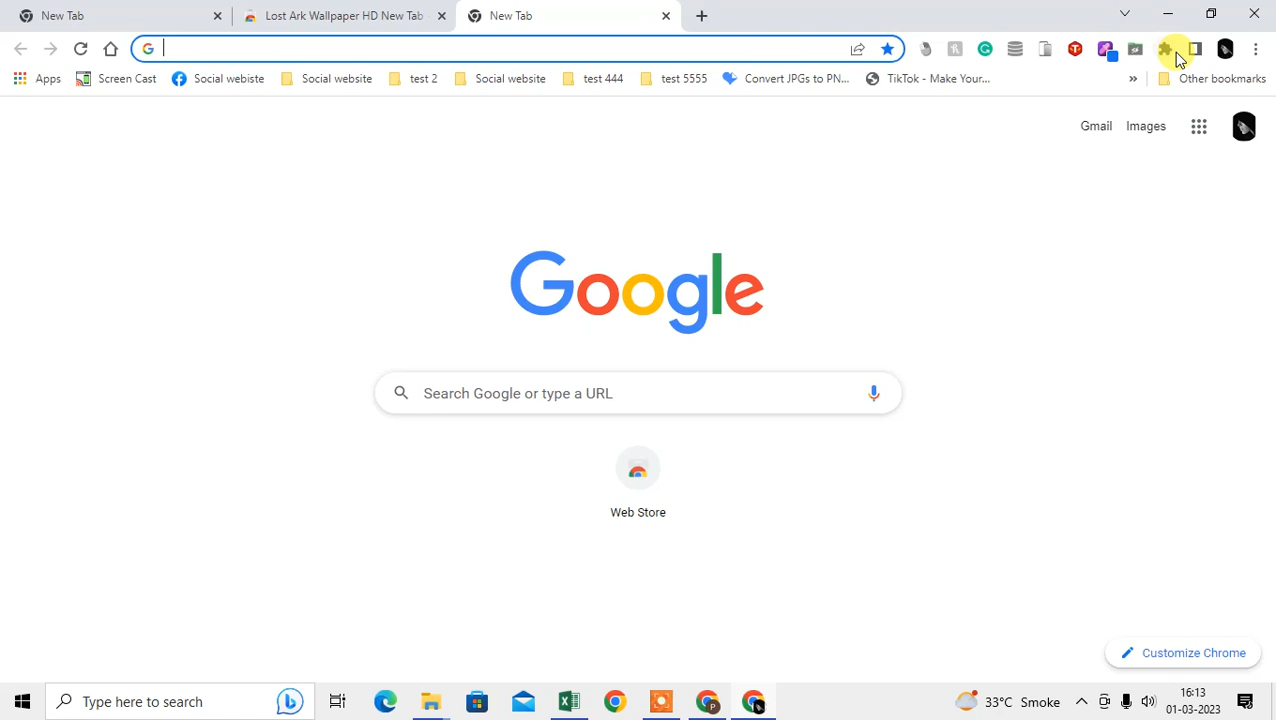 New Tab
Lost Ark Wallpaper HD New Tab
New Tab
Apps
Screen Cast
Social webiste
Social website
test 2
Social website
test 444
test 5555
Convert JPGs to PN...
TikTok - Make Your...
Other bookmarks
Gmail Images
Google
Search Google or type a URL
Web Store
Customize Chrome
Type here to search
33°C Smoke
16:13
01-03-2023